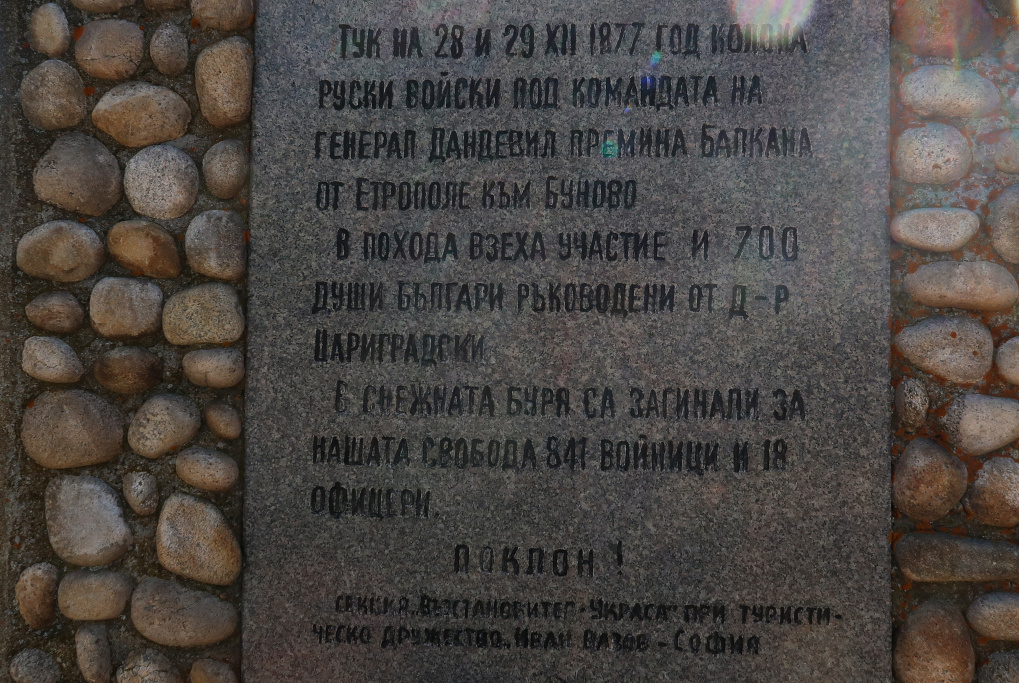 Тук на 28 и 29 XII 1877 год колона
руски войски под командата на
генерал Дандевил премина Балкана
от Етрополе към Буново
В похода взеха участие и 700
души българи ръководени от д-р
Цариградски.
В снежната буря са загинали за
нашата свобода 841 войници и 18
офицери.
Поклон!
Секция „Възстановител-Украса" при туристи-
ческо дружество „Иван Вазов - София